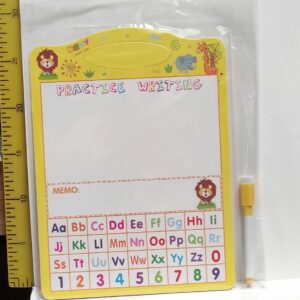 PRACTICE WRITING
MEMO:
Aa Bb Cc Dd Ee Ff Gg Hh Ii
Jj Kk Ll Mm Nn Oo Pp Qq Rr
Ss Tt Uu Vv Ww Xx Yy Zz 0
1 2 3 4 5 6 7 8 9
30